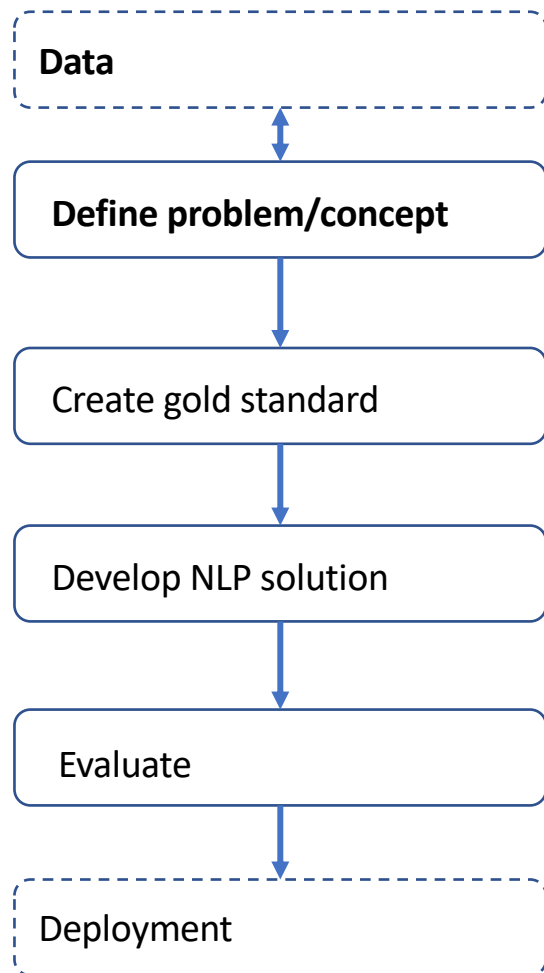 Data
Define problem/concept
Create gold standard
Develop NLP solution
Evaluate
Deployment